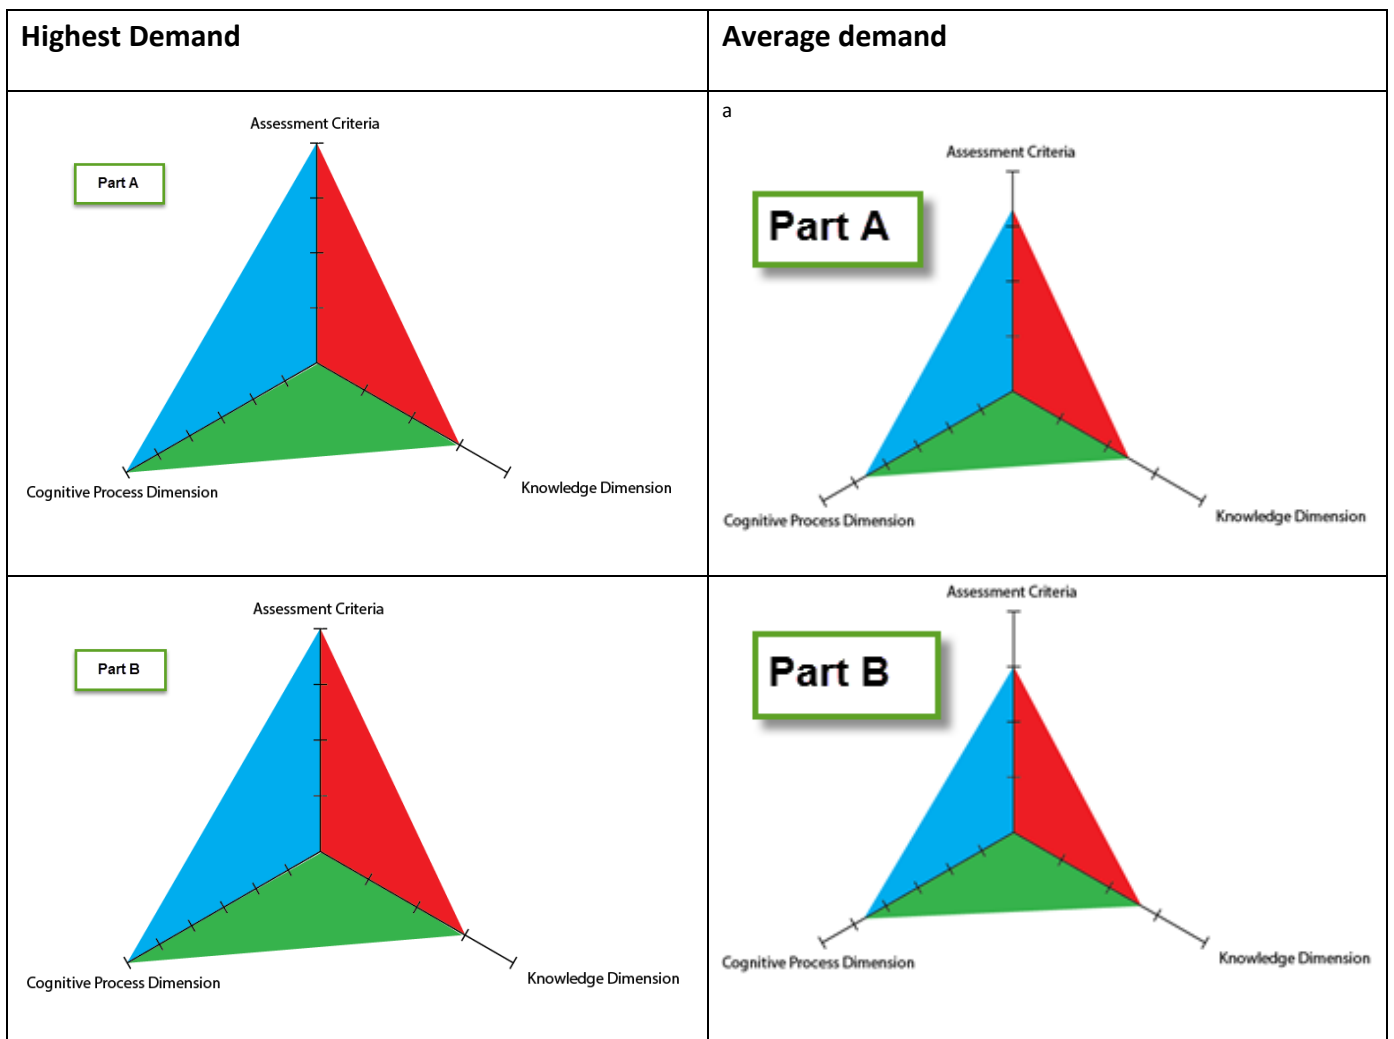 Highest Demand
Average demand
Assessment Criteria
Part A
Cognitive Process Dimension
Knowledge Dimension
a
Assessment Criteria
Part A
Cognitive Process Dimension
Knowledge Dimension
Assessment Criteria
Part B
Cognitive Process Dimension
Knowledge Dimension
Assessment Criteria
Part B
Cognitive Process Dimension
Knowledge Dimension